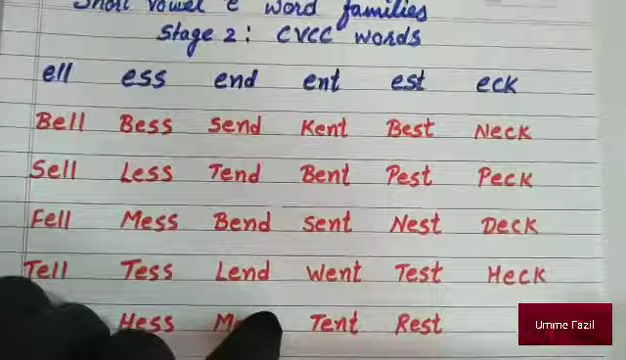 Short vowel e word families
Stage 2: CVCC words
ell ess end ent est eck
Bell Bess Send Kent Best Neck
Sell Less Tend Bent Pest Peck
Fell Mess Bend Sent Nest Deck
Tell Tess Lend Went Test Heck
Hess Tent Rest
Umme Fazil